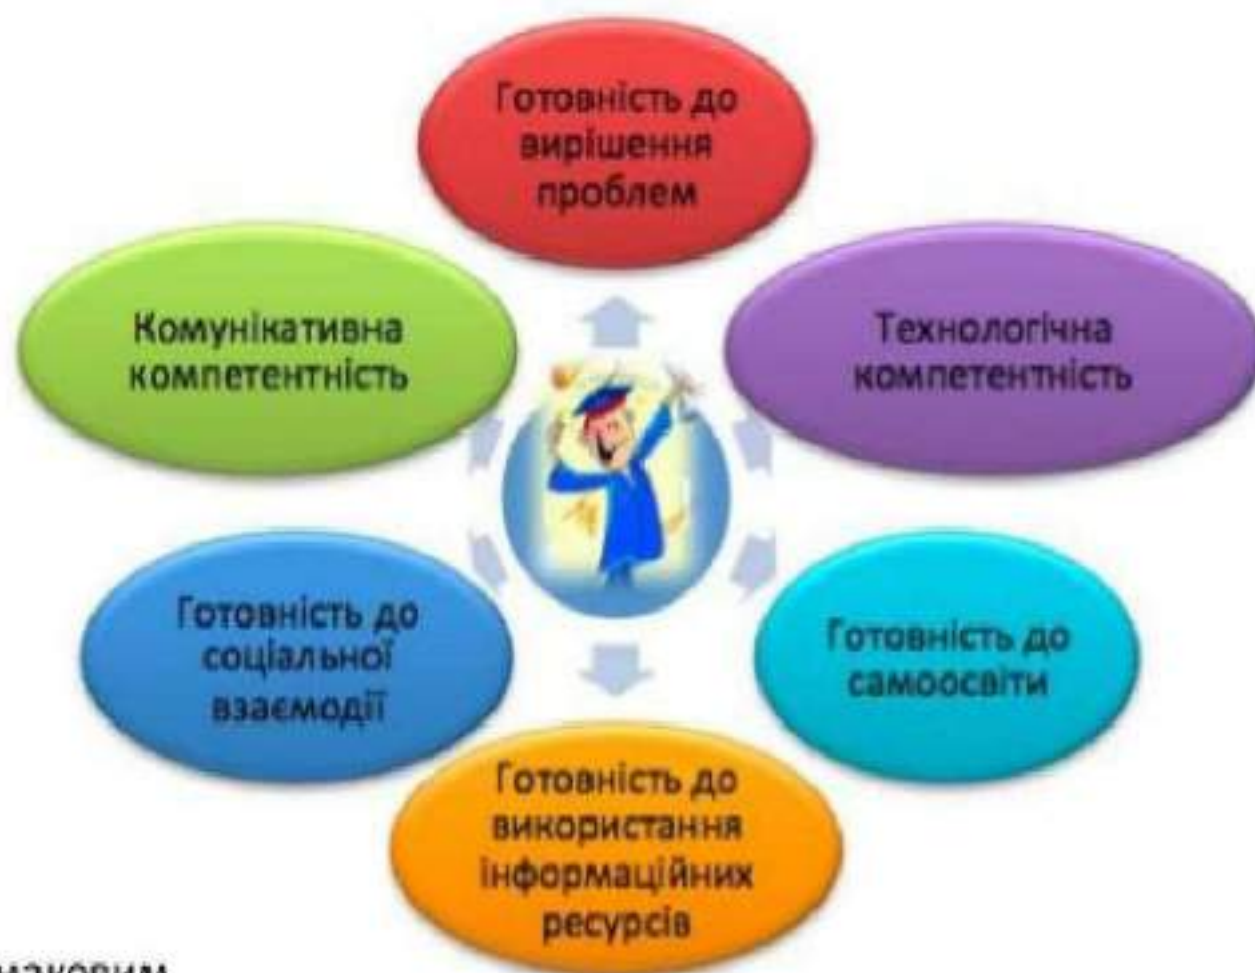 Готовність до
вирішення
проблем
Комунікативна
компетентність
Технологічна
компетентність
Готовність до
соціальної
взаємодії
Готовність до
самоосвіти
Готовність до
використання
інформаційних
ресурсів